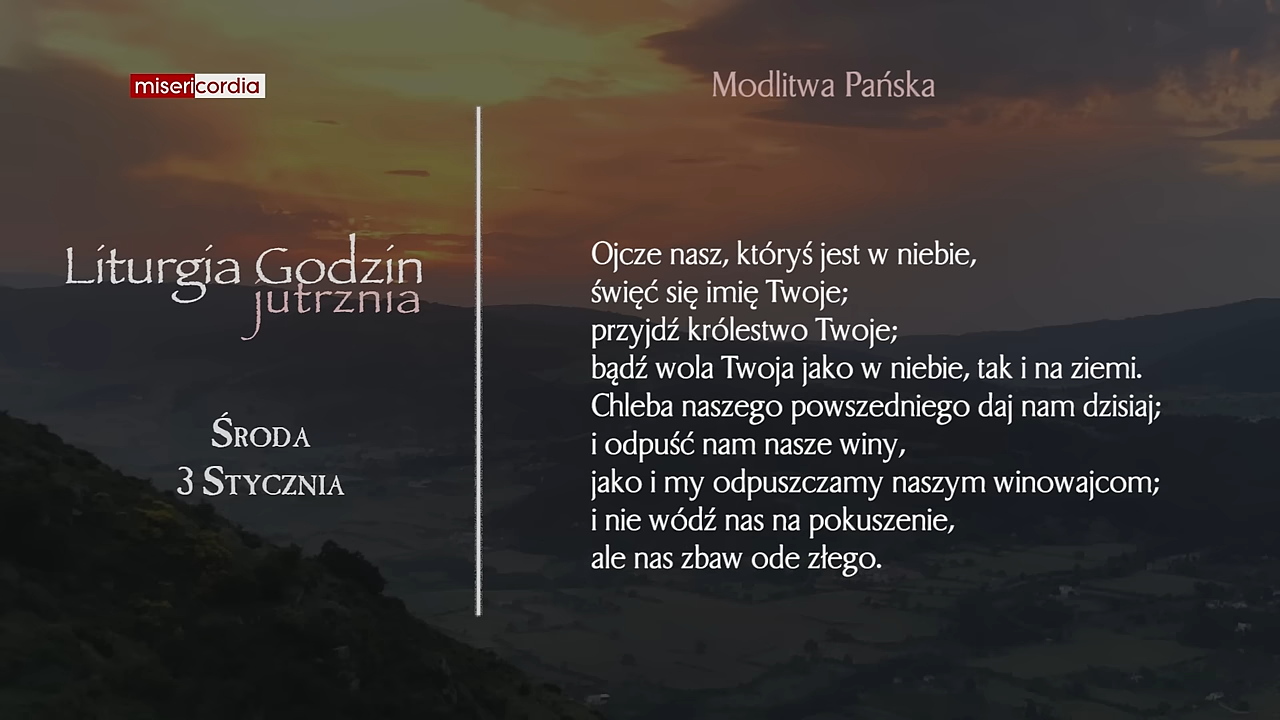 misericordia
Liturgia Godzin
jutrznia
Środa
3 Stycznia
Modlitwa Pańska
Ojcze nasz, któryś jest w niebie,
święć się imię Twoje;
przyjdź królestwo Twoje;
bądź wola Twoja jako w niebie, tak i na ziemi.
Chleba naszego powszedniego daj nam dzisiaj;
i odpuść nam nasze winy,
jako i my odpuszczamy naszym winowajcom;
i nie wódź nas na pokuszenie,
ale nas zbaw ode złego.